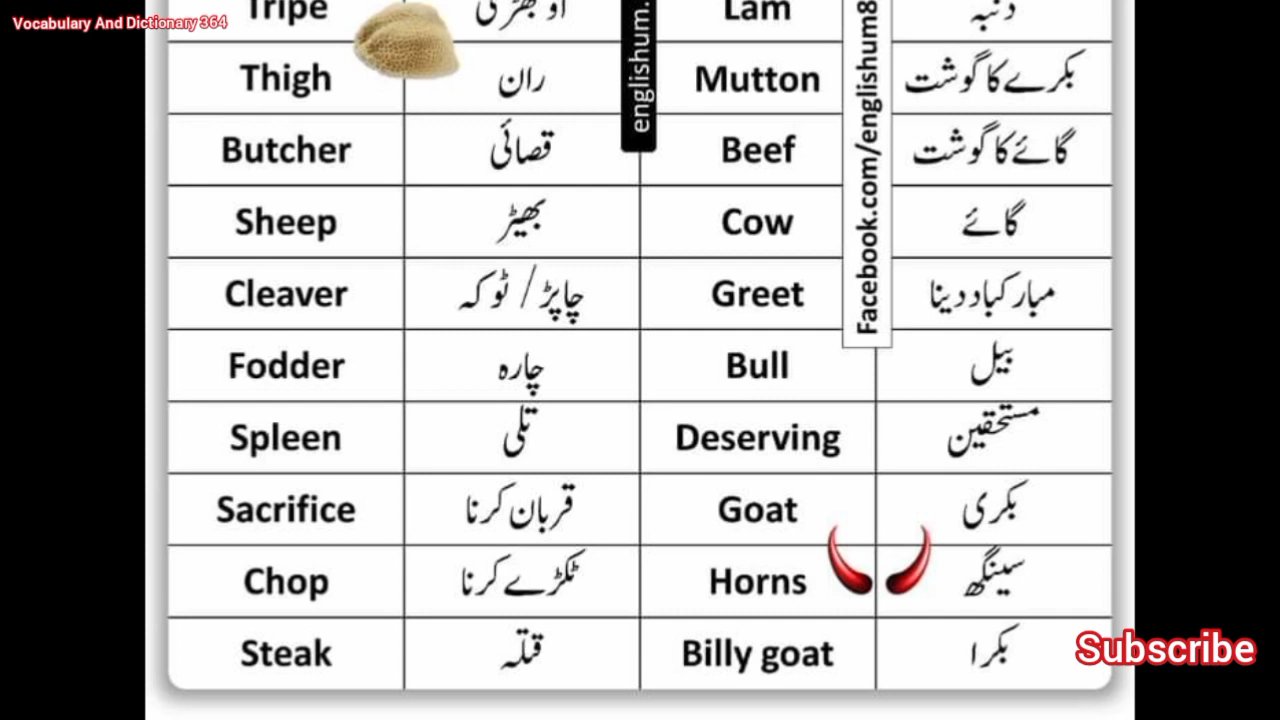 Vocabulary And Dictionary 364
Tripe اوجھڑی Lam دنبہ
Thigh ران Mutton بکرے کا گوشت
Butcher قصائی Beef گائے کا گوشت
Sheep بھیڑ Cow گائے
Cleaver چاپڑ / ٹوکہ Greet مبارکباد دینا
Fodder چارہ Bull بیل
Spleen تلی Deserving مستحقین
Sacrifice قربان کرنا Goat بکری
Chop ٹکڑے کرنا Horns سینگھ
Steak قتلہ Billy goat بکرا
englishum.
Facebook.com/englishum8
Subscribe